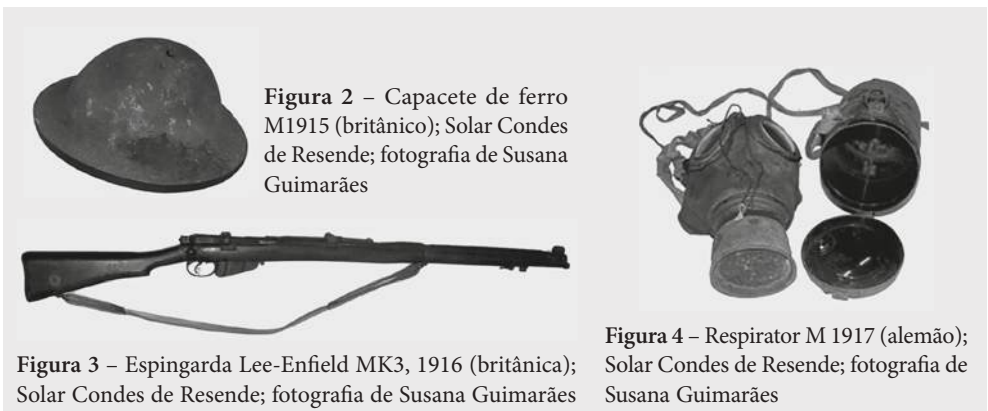 Figura 2 – Capacete de ferro
M1915 (britânico); Solar Condes
de Resende; fotografia de Susana
Guimarães
Figura 3 – Espingarda Lee-Enfield MK3, 1916 (britânica);
Solar Condes de Resende; fotografia de Susana Guimarães
Figura 4 – Respirator M 1917 (alemão);
Solar Condes de Resende; fotografia de
Susana Guimarães